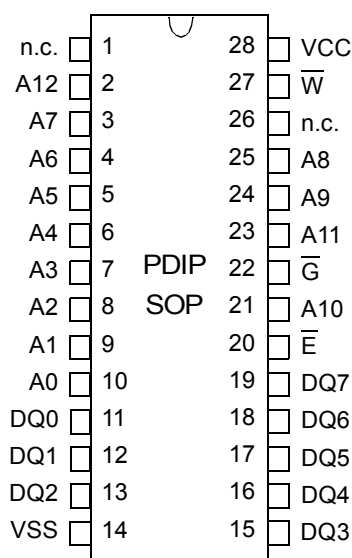 n.c. 1 28 VCC
A12 2 27 W̅
A7 3 26 n.c.
A6 4 25 A8
A5 5 24 A9
A4 6 23 A11
A3 7 PDIP 22 G̅
A2 8 SOP 21 A10
A1 9 20 E̅
A0 10 19 DQ7
DQ0 11 18 DQ6
DQ1 12 17 DQ5
DQ2 13 16 DQ4
VSS 14 15 DQ3